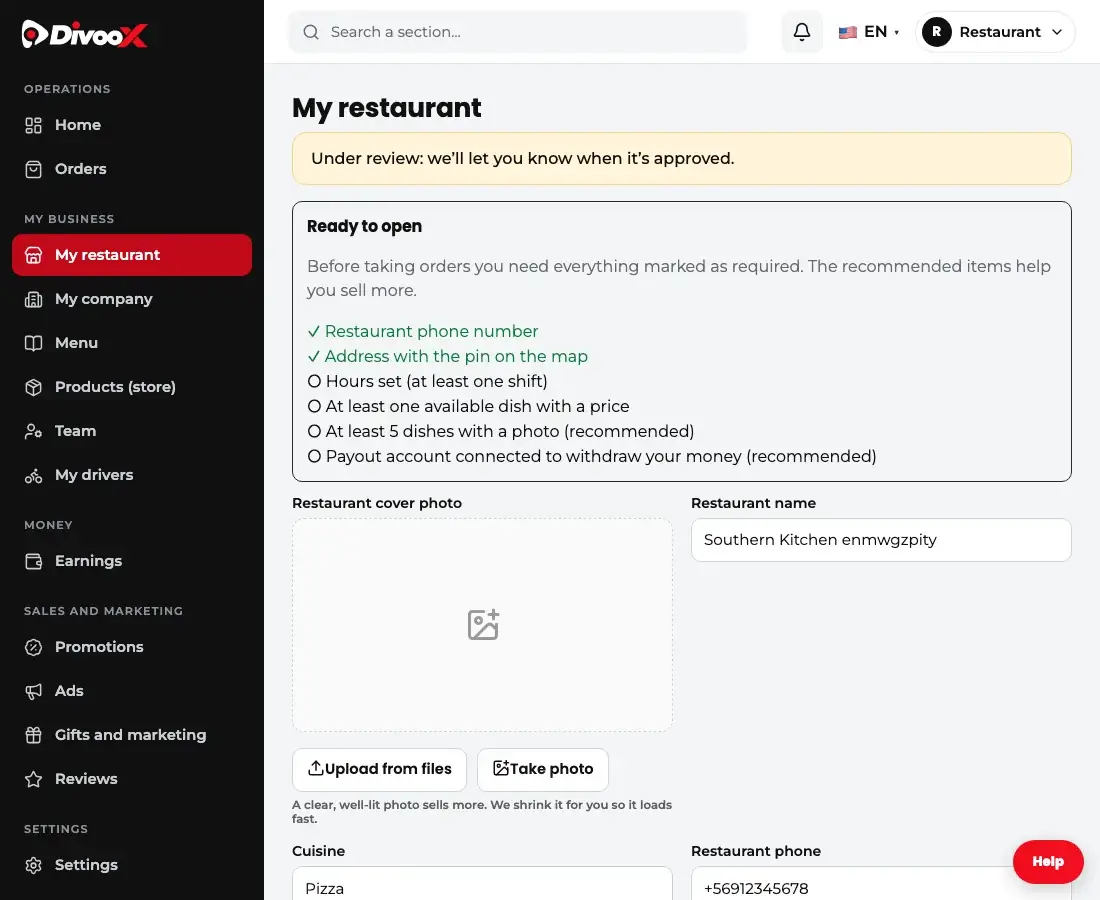 DivooX
OPERATIONS
Home
Orders
MY BUSINESS
My restaurant
My company
Menu
Products (store)
Team
My drivers
MONEY
Earnings
SALES AND MARKETING
Promotions
Ads
Gifts and marketing
Reviews
SETTINGS
Settings
Search a section...
EN
R
Restaurant
My restaurant
Under review: we’ll let you know when it’s approved.
Ready to open
Before taking orders you need everything marked as required. The recommended items help
you sell more.
✓ Restaurant phone number
✓ Address with the pin on the map
○ Hours set (at least one shift)
○ At least one available dish with a price
○ At least 5 dishes with a photo (recommended)
○ Payout account connected to withdraw your money (recommended)
Restaurant cover photo
Restaurant name
Southern Kitchen enmwgzpity
Upload from files
Take photo
A clear, well-lit photo sells more. We shrink it for you so it loads
fast.
Cuisine
Restaurant phone
Pizza
+56912345678
Help